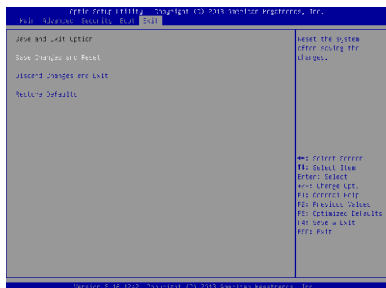 Aptio Setup Utility - Copyright (C) 2013 American Megatrends, Inc.
Main Advanced Security Boot Exit
Save and Exit Option
Save Changes and Reset
Discard Changes and Exit
Restore Defaults
Reset the system
after saving the
changes.
: Select Screen
: Select Item
Enter: Select
+/-: Change Opt.
F1: General Help
F2: Previous Values
F3: Optimized Defaults
F4: Save & Exit
ESC: Exit
Version 2.16.1242. Copyright (C) 2013 American Megatrends, Inc.